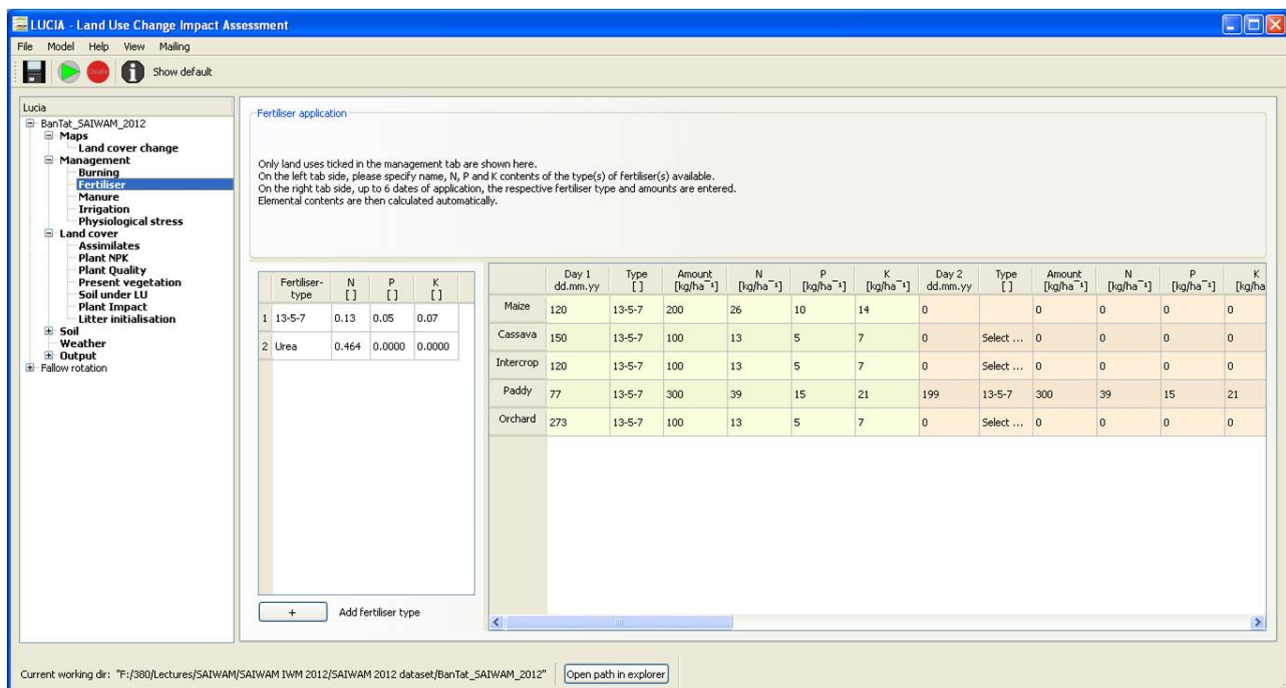 LUCIA - Land Use Change Impact Assessment
File Model Help View Mailing
Create Show default
Lucia
BanTat_SAIWAM_2012
Maps
Land cover change
Management
Burning
Fertiliser
Manure
Irrigation
Physiological stress
Land cover
Assimilates
Plant NPK
Plant Quality
Present vegetation
Soil under LU
Plant Impact
Litter initialisation
Soil
Weather
Output
Fallow rotation
Fertiliser application
Only land uses ticked in the management tab are shown here.
On the left tab side, please specify name, N, P and K contents of the type(s) of fertiliser(s) available.
On the right tab side, up to 6 dates of application, the respective fertiliser type and amounts are entered.
Elemental contents are then calculated automatically.
Fertiliser- N P K
type [ ] [ ] [ ]
1 13-5-7 0.13 0.05 0.07
2 Urea 0.464 0.0000 0.0000
+ Add fertiliser type
Day 1 Type Amount N P K Day 2 Type Amount N P K
dd.mm.yy [ ] [kg/ha⁻¹] [kg/ha⁻¹] [kg/ha⁻¹] [kg/ha⁻¹] dd.mm.yy [ ] [kg/ha⁻¹] [kg/ha⁻¹] [kg/ha⁻¹] [kg/ha
Maize 120 13-5-7 200 26 10 14 0 0 0 0 0
Cassava 150 13-5-7 100 13 5 7 0 Select ... 0 0 0 0
Intercrop 120 13-5-7 100 13 5 7 0 Select ... 0 0 0 0
Paddy 77 13-5-7 300 39 15 21 199 13-5-7 300 39 15 21
Orchard 273 13-5-7 100 13 5 7 0 Select ... 0 0 0 0
Current working dir: "F:/380/Lectures/SAIWAM/SAIWAM IWM 2012/SAIWAM 2012 dataset/BanTat_SAIWAM_2012" Open path in explorer